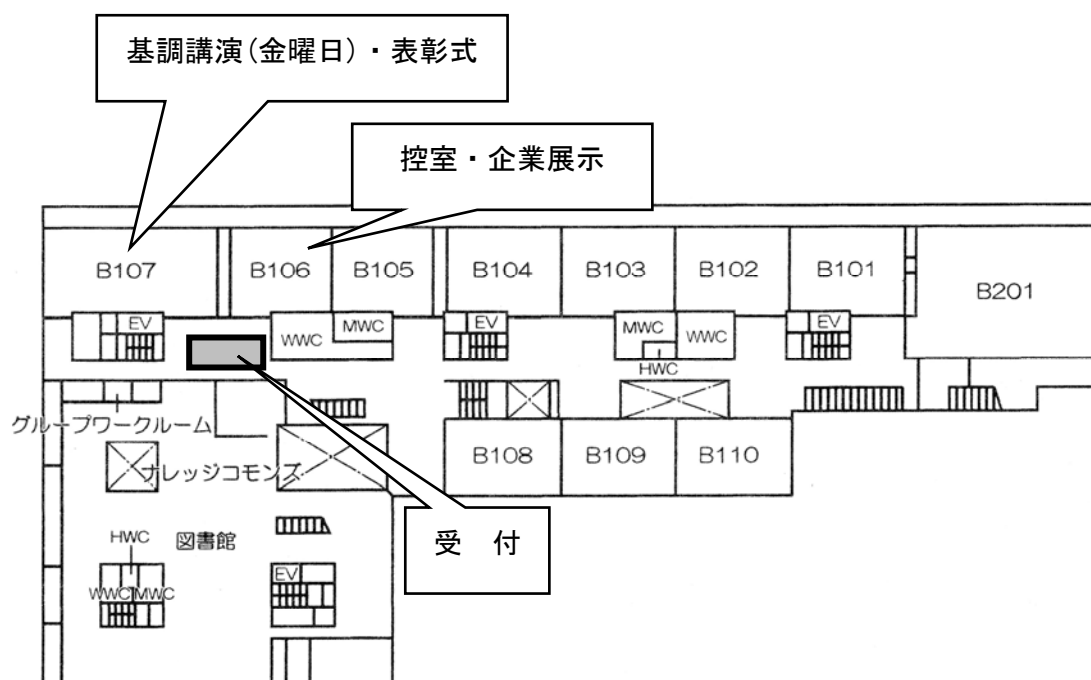 基調講演(金曜日)・表彰式
控室・企業展示
B107
B106
B105
B104
B103
B102
B101
B201
EV
WWC
MWC
EV
MWC
WWC
EV
HWC
グループワークルーム
ナレッジコモンズ
B108
B109
B110
受 付
HWC
図書館
WWC
MWC
EV